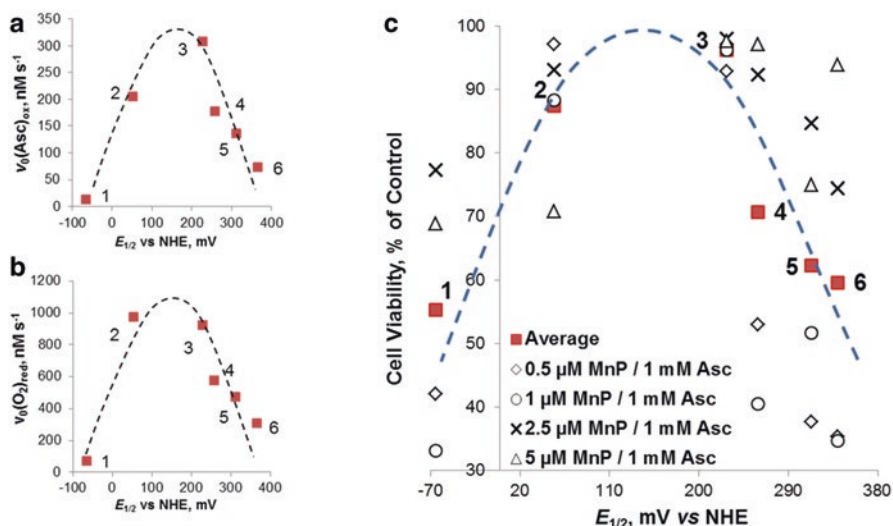 a
v₀(Asc)ox, nM s⁻¹
350
300
250
200
150
100
50
0
-100 0 100 200 300 400
E₁/₂ vs NHE, mV
1
2
3
4
5
6
b
v₀(O₂)red, nM s⁻¹
1200
1000
800
600
400
200
0
-100 0 100 200 300 400
E₁/₂ vs NHE, mV
1
2
3
4
5
6
c
Cell Viability, % of Control
100
90
80
70
60
50
40
30
-70 20 110 200 290 380
E₁/₂, mV vs NHE
1
2
3
4
5
6
Average
0.5 µM MnP / 1 mM Asc
1 µM MnP / 1 mM Asc
2.5 µM MnP / 1 mM Asc
5 µM MnP / 1 mM Asc